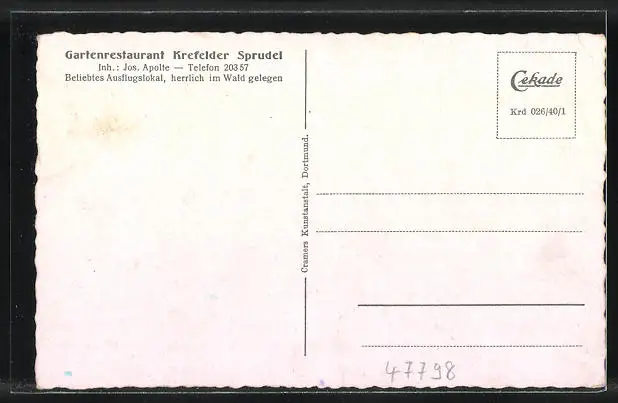 Gartenrestaurant Krefelder Sprudel
Inh.: Jos. Apolte — Telefon 20357
Beliebtes Ausflugslokal, herrlich im Wald gelegen
Cramers Kunstanstalt, Dortmund.
Cekade
Krd 026/40/1
47798